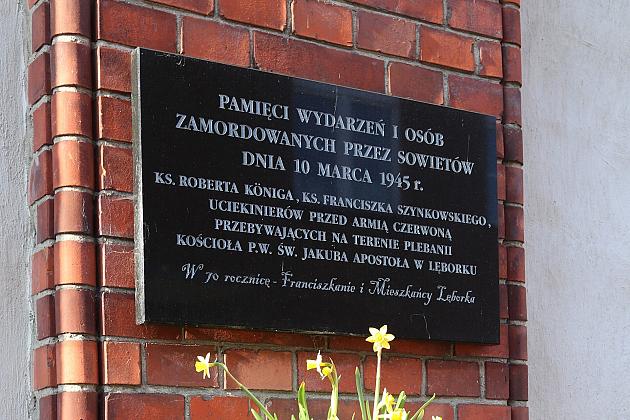 PAMIĘCI WYDARZEŃ I OSÓB
ZAMORDOWANYCH PRZEZ SOWIETÓW
DNIA 10 MARCA 1945 r.
KS. ROBERTA KÖNIGA, KS. FRANCISZKA SZYNKOWSKIEGO,
UCIEKINIERÓW PRZED ARMIĄ CZERWONĄ
PRZEBYWAJĄCYCH NA TERENIE PLEBANII
KOŚCIOŁA P.W. ŚW. JAKUBA APOSTOŁA W LĘBORKU
W 70 rocznicę - Franciszkanie i Mieszkańcy Lęborka